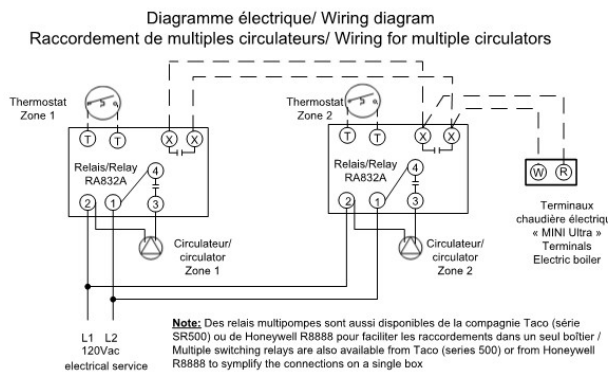 Diagramme électrique/ Wiring diagram
Raccordement de multiples circulateurs/ Wiring for multiple circulators
Thermostat
Zone 1
T T X X
Relais/Relay
RA832A
4
2 1 3
Circulateur/
circulator
Zone 1
Thermostat
Zone 2
T T X X
Relais/Relay
RA832A
4
2 1 3
Circulateur/
circulator
Zone 2
W R
Terminaux
chaudière électriqu
« MINI Ultra »
Terminals
Electric boiler
L1 L2
120Vac
electrical service
Note: Des relais multipompes sont aussi disponibles de la compagnie Taco (série
SR500) ou de Honeywell R8888 pour faciliter les raccordements dans un seul boîtier /
Multiple switching relays are also available from Taco (series 500) or from Honeywell
R8888 to symplify the connections on a single box